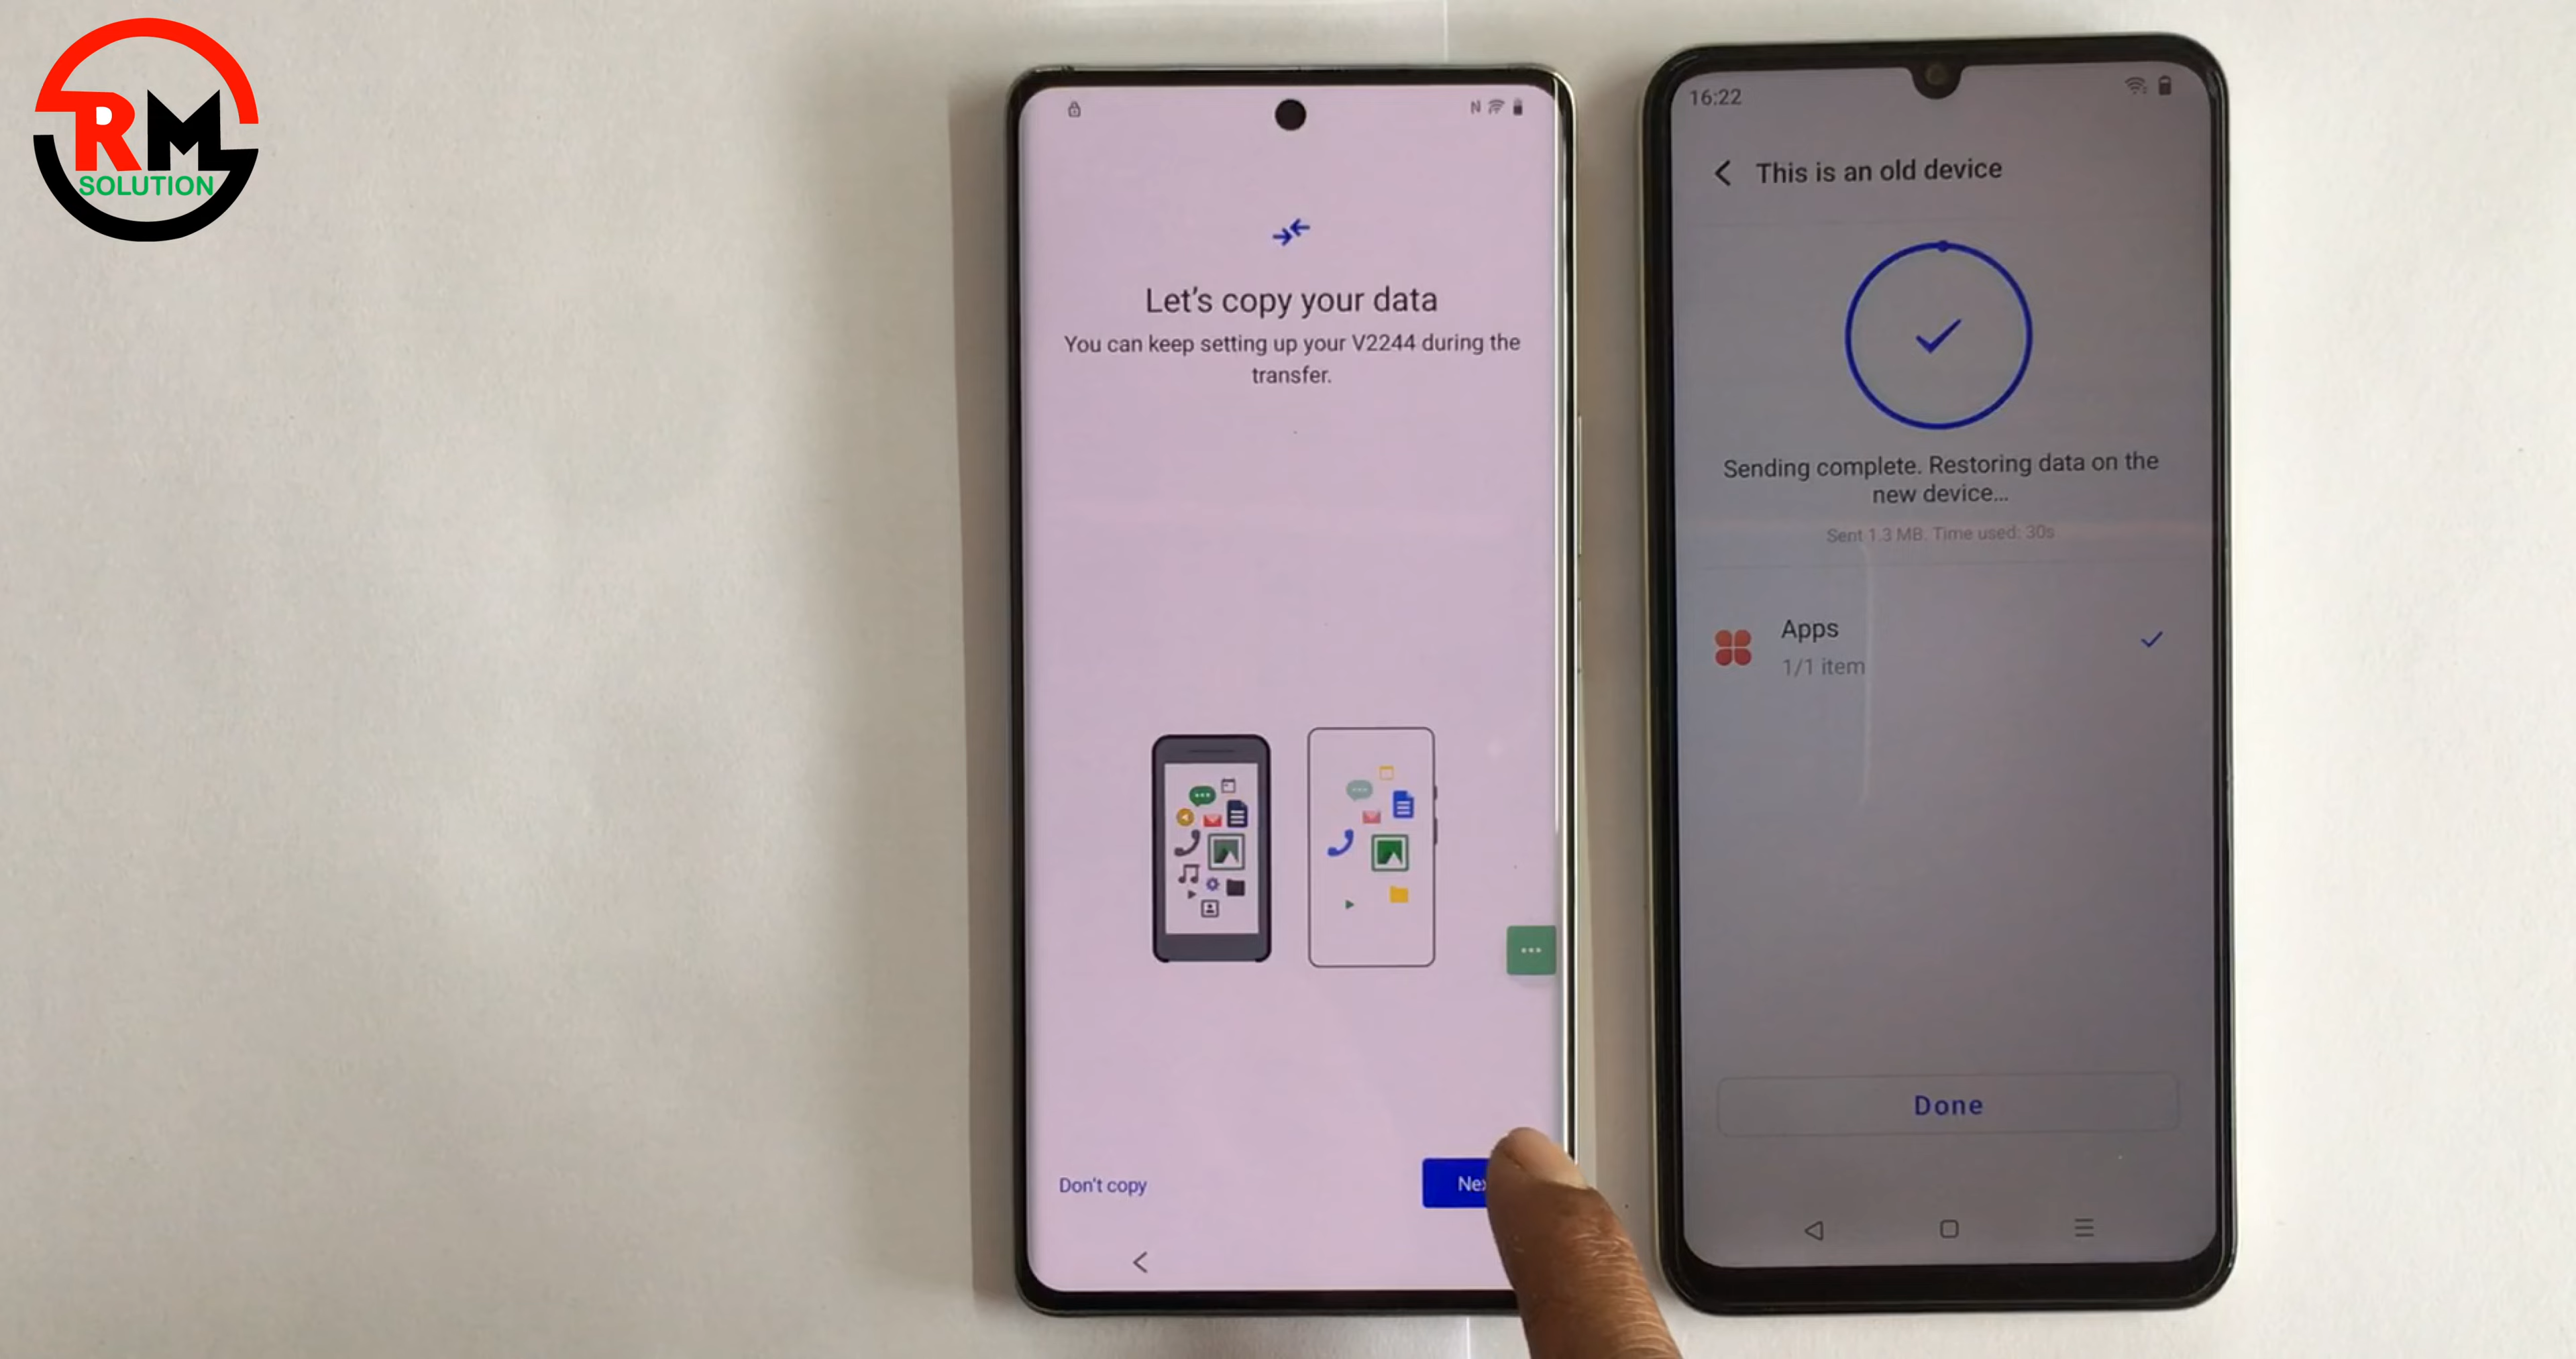 RM
SOLUTION
N
Let's copy your data
You can keep setting up your V2244 during the
transfer.
Don't copy
16:22
This is an old device
Sending complete. Restoring data on the
new device...
Sent 1.3 MB. Time used: 30s
Apps
1/1 item
Done